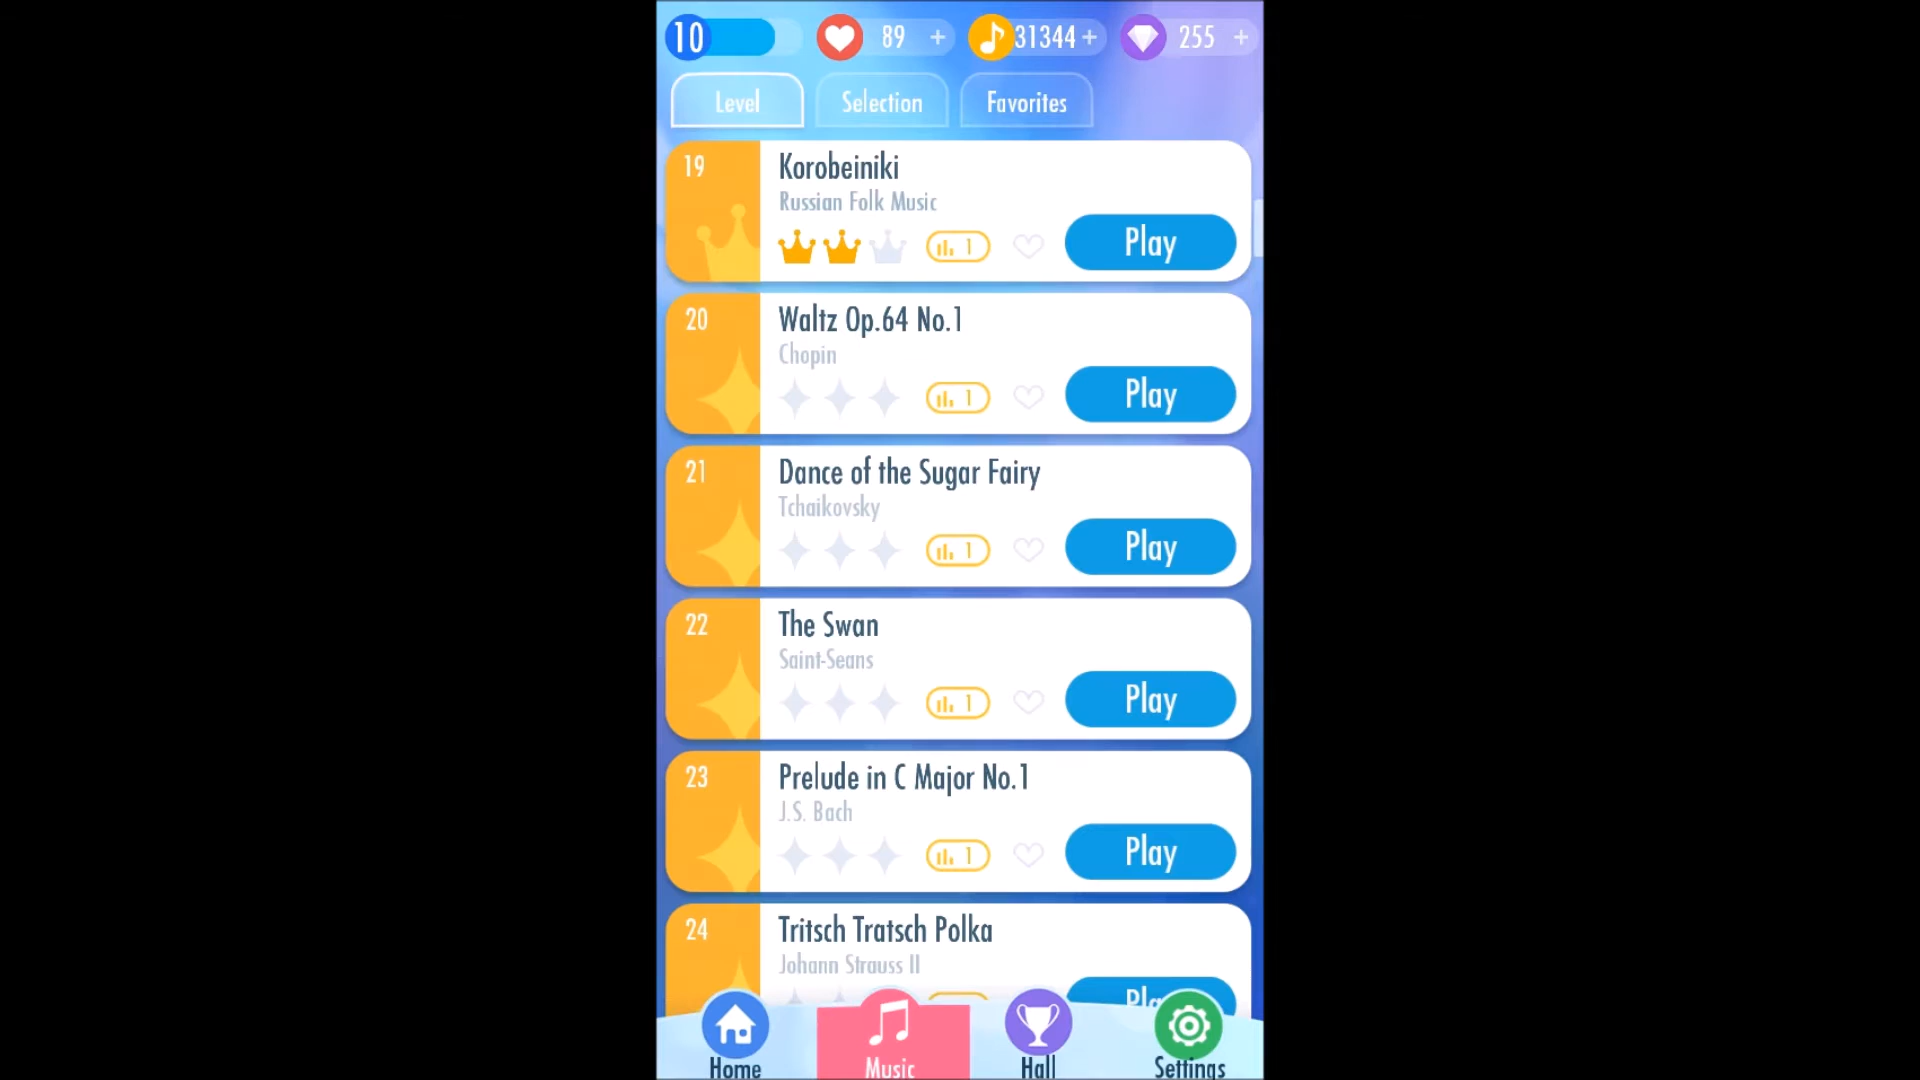 10 89 + 31344 + 255 +
Level Selection Favorites
19 Korobeiniki
Russian Folk Music
1 Play
20 Waltz Op.64 No.1
Chopin
1 Play
21 Dance of the Sugar Fairy
Tchaikovsky
1 Play
22 The Swan
Saint-Seans
1 Play
23 Prelude in C Major No.1
J.S. Bach
1 Play
24 Tritsch Tratsch Polka
Johann Strauss II
Play
Home Music Hall Settings